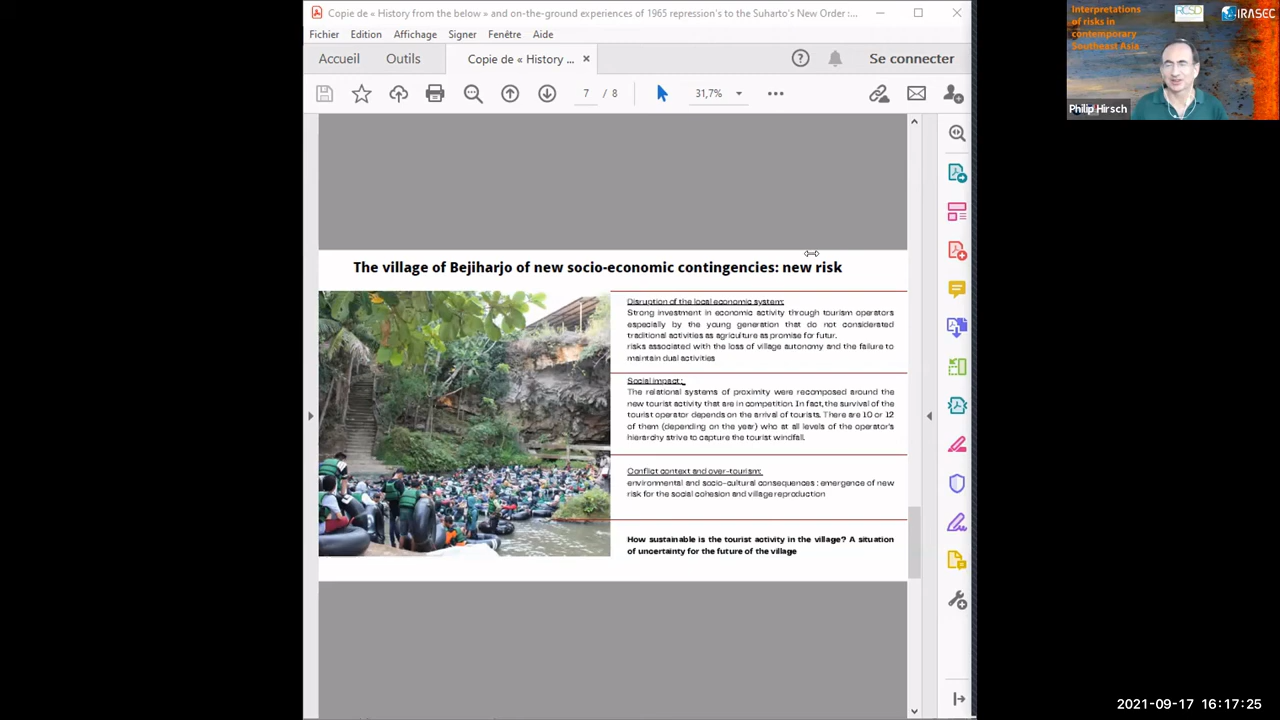 Copie de « History from the below » and on-the-ground experiences of 1965 repression's to the Suharto's New Order :...
Fichier Edition Affichage Signer Fenêtre Aide
Accueil Outils Copie de « History ... × Se connecter
7 / 8 31,7%
The village of Bejiharjo of new socio-economic contingencies: new risk
Disruption of the local economic system:
Strong investment in economic activity through tourism operators
especially by the young generation that do not considerated
traditional activities as agriculture as promise for futur.
risks associated with the loss of village autonomy and the failure to
maintain dual activities
Social impact :
The relational systems of proximity were recomposed around the
new tourist activity that are in competition. In fact, the survival of the
tourist operator depends on the arrival of tourists. There are 10 or 12
of them (depending on the year) who at all levels of the operator's
hierarchy strive to capture the tourist windfall.
Conflict context and over-tourism:
environmental and socio-cultural consequences : emergence of new
risk for the social cohesion and village reproduction
How sustainable is the tourist activity in the village? A situation
of uncertainty for the future of the village
Interpretations
of risks in
contemporary
Southeast Asia
RCSD
IRASEC
Philip Hirsch
2021-09-17 16:17:25